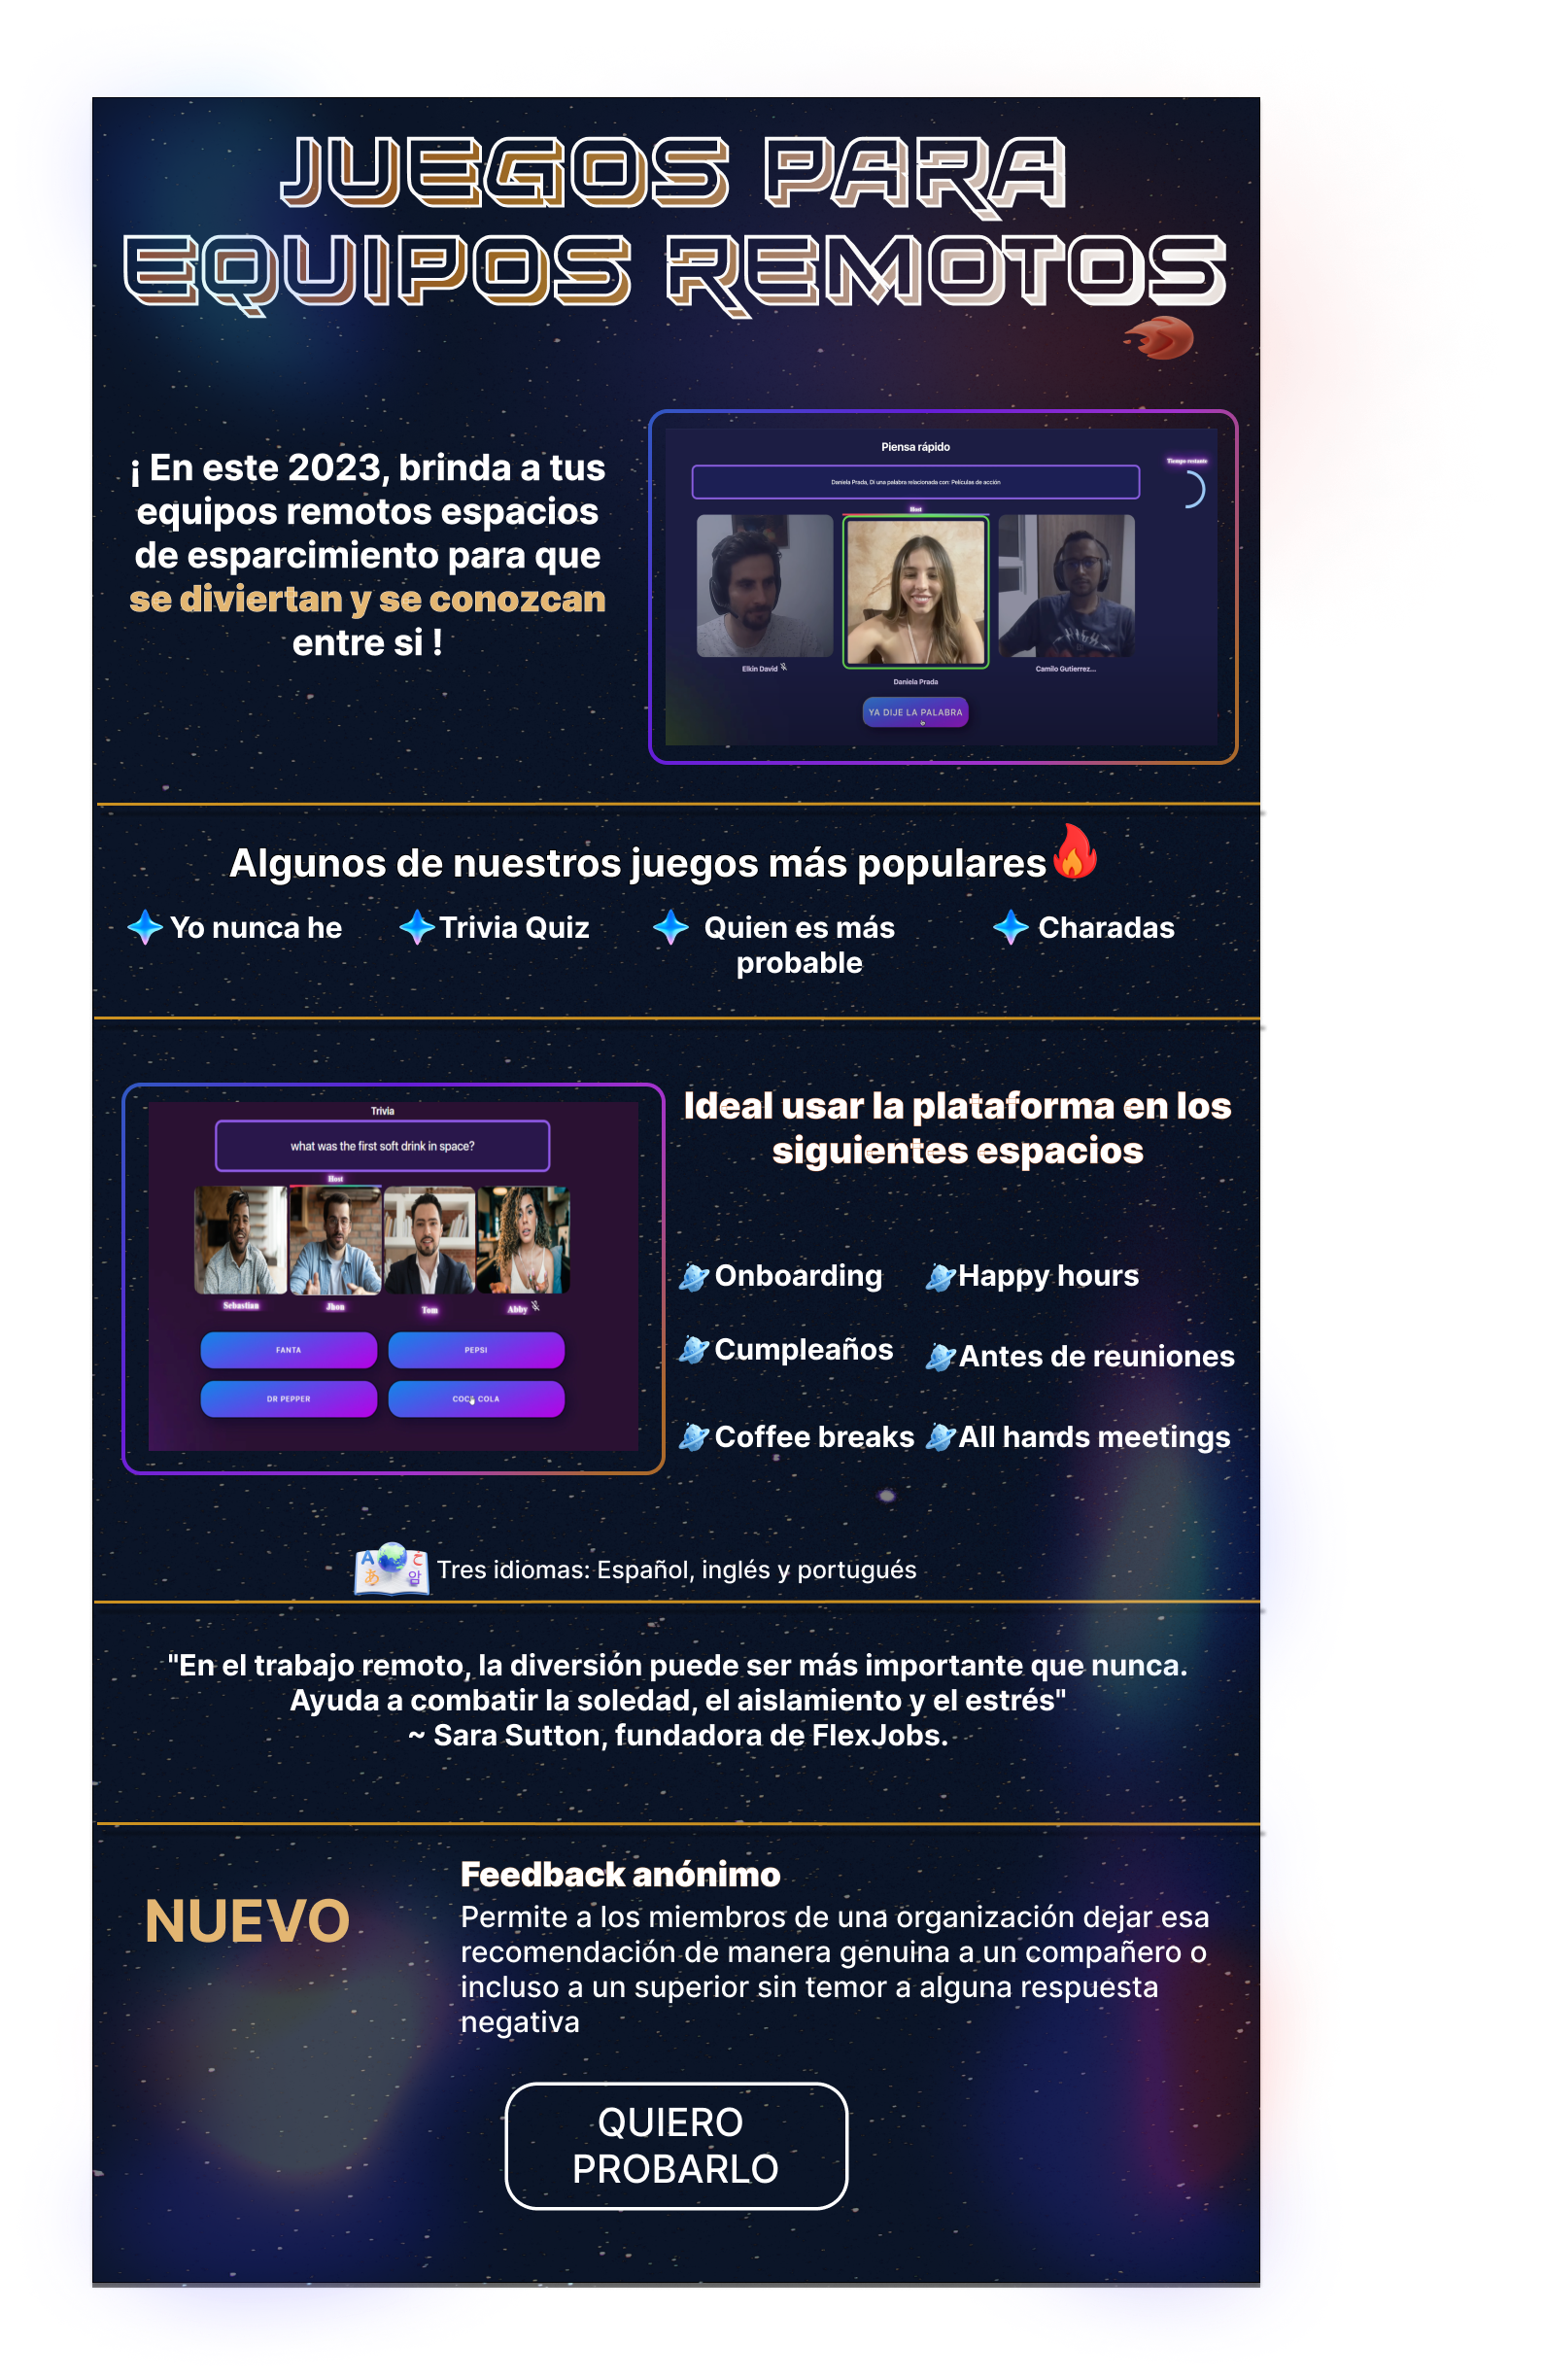 JUEGOS PARA
EQUIPOS REMOTOS
¡ En este 2023, brinda a tus
equipos remotos espacios
de esparcimiento para que
se diviertan y se conozcan
entre si !
Piensa rápido
Tiempo restante
Daniela Prada, Di una palabra relacionada con: Películas de acción
Host
Elkin David
Daniela Prada
Camilo Gutierrez...
YA DIJE LA PALABRA
Algunos de nuestros juegos más populares
Yo nunca he
Trivia Quiz
Quien es más
probable
Charadas
Trivia
what was the first soft drink in space?
Host
Sebastian
Jhon
Tom
Abby
FANTA
PEPSI
DR PEPPER
COCA COLA
Ideal usar la plataforma en los
siguientes espacios
Onboarding
Happy hours
Cumpleaños
Antes de reuniones
Coffee breaks
All hands meetings
Tres idiomas: Español, inglés y portugués
"En el trabajo remoto, la diversión puede ser más importante que nunca.
Ayuda a combatir la soledad, el aislamiento y el estrés"
~ Sara Sutton, fundadora de FlexJobs.
NUEVO
Feedback anónimo
Permite a los miembros de una organización dejar esa
recomendación de manera genuina a un compañero o
incluso a un superior sin temor a alguna respuesta
negativa
QUIERO
PROBARLO